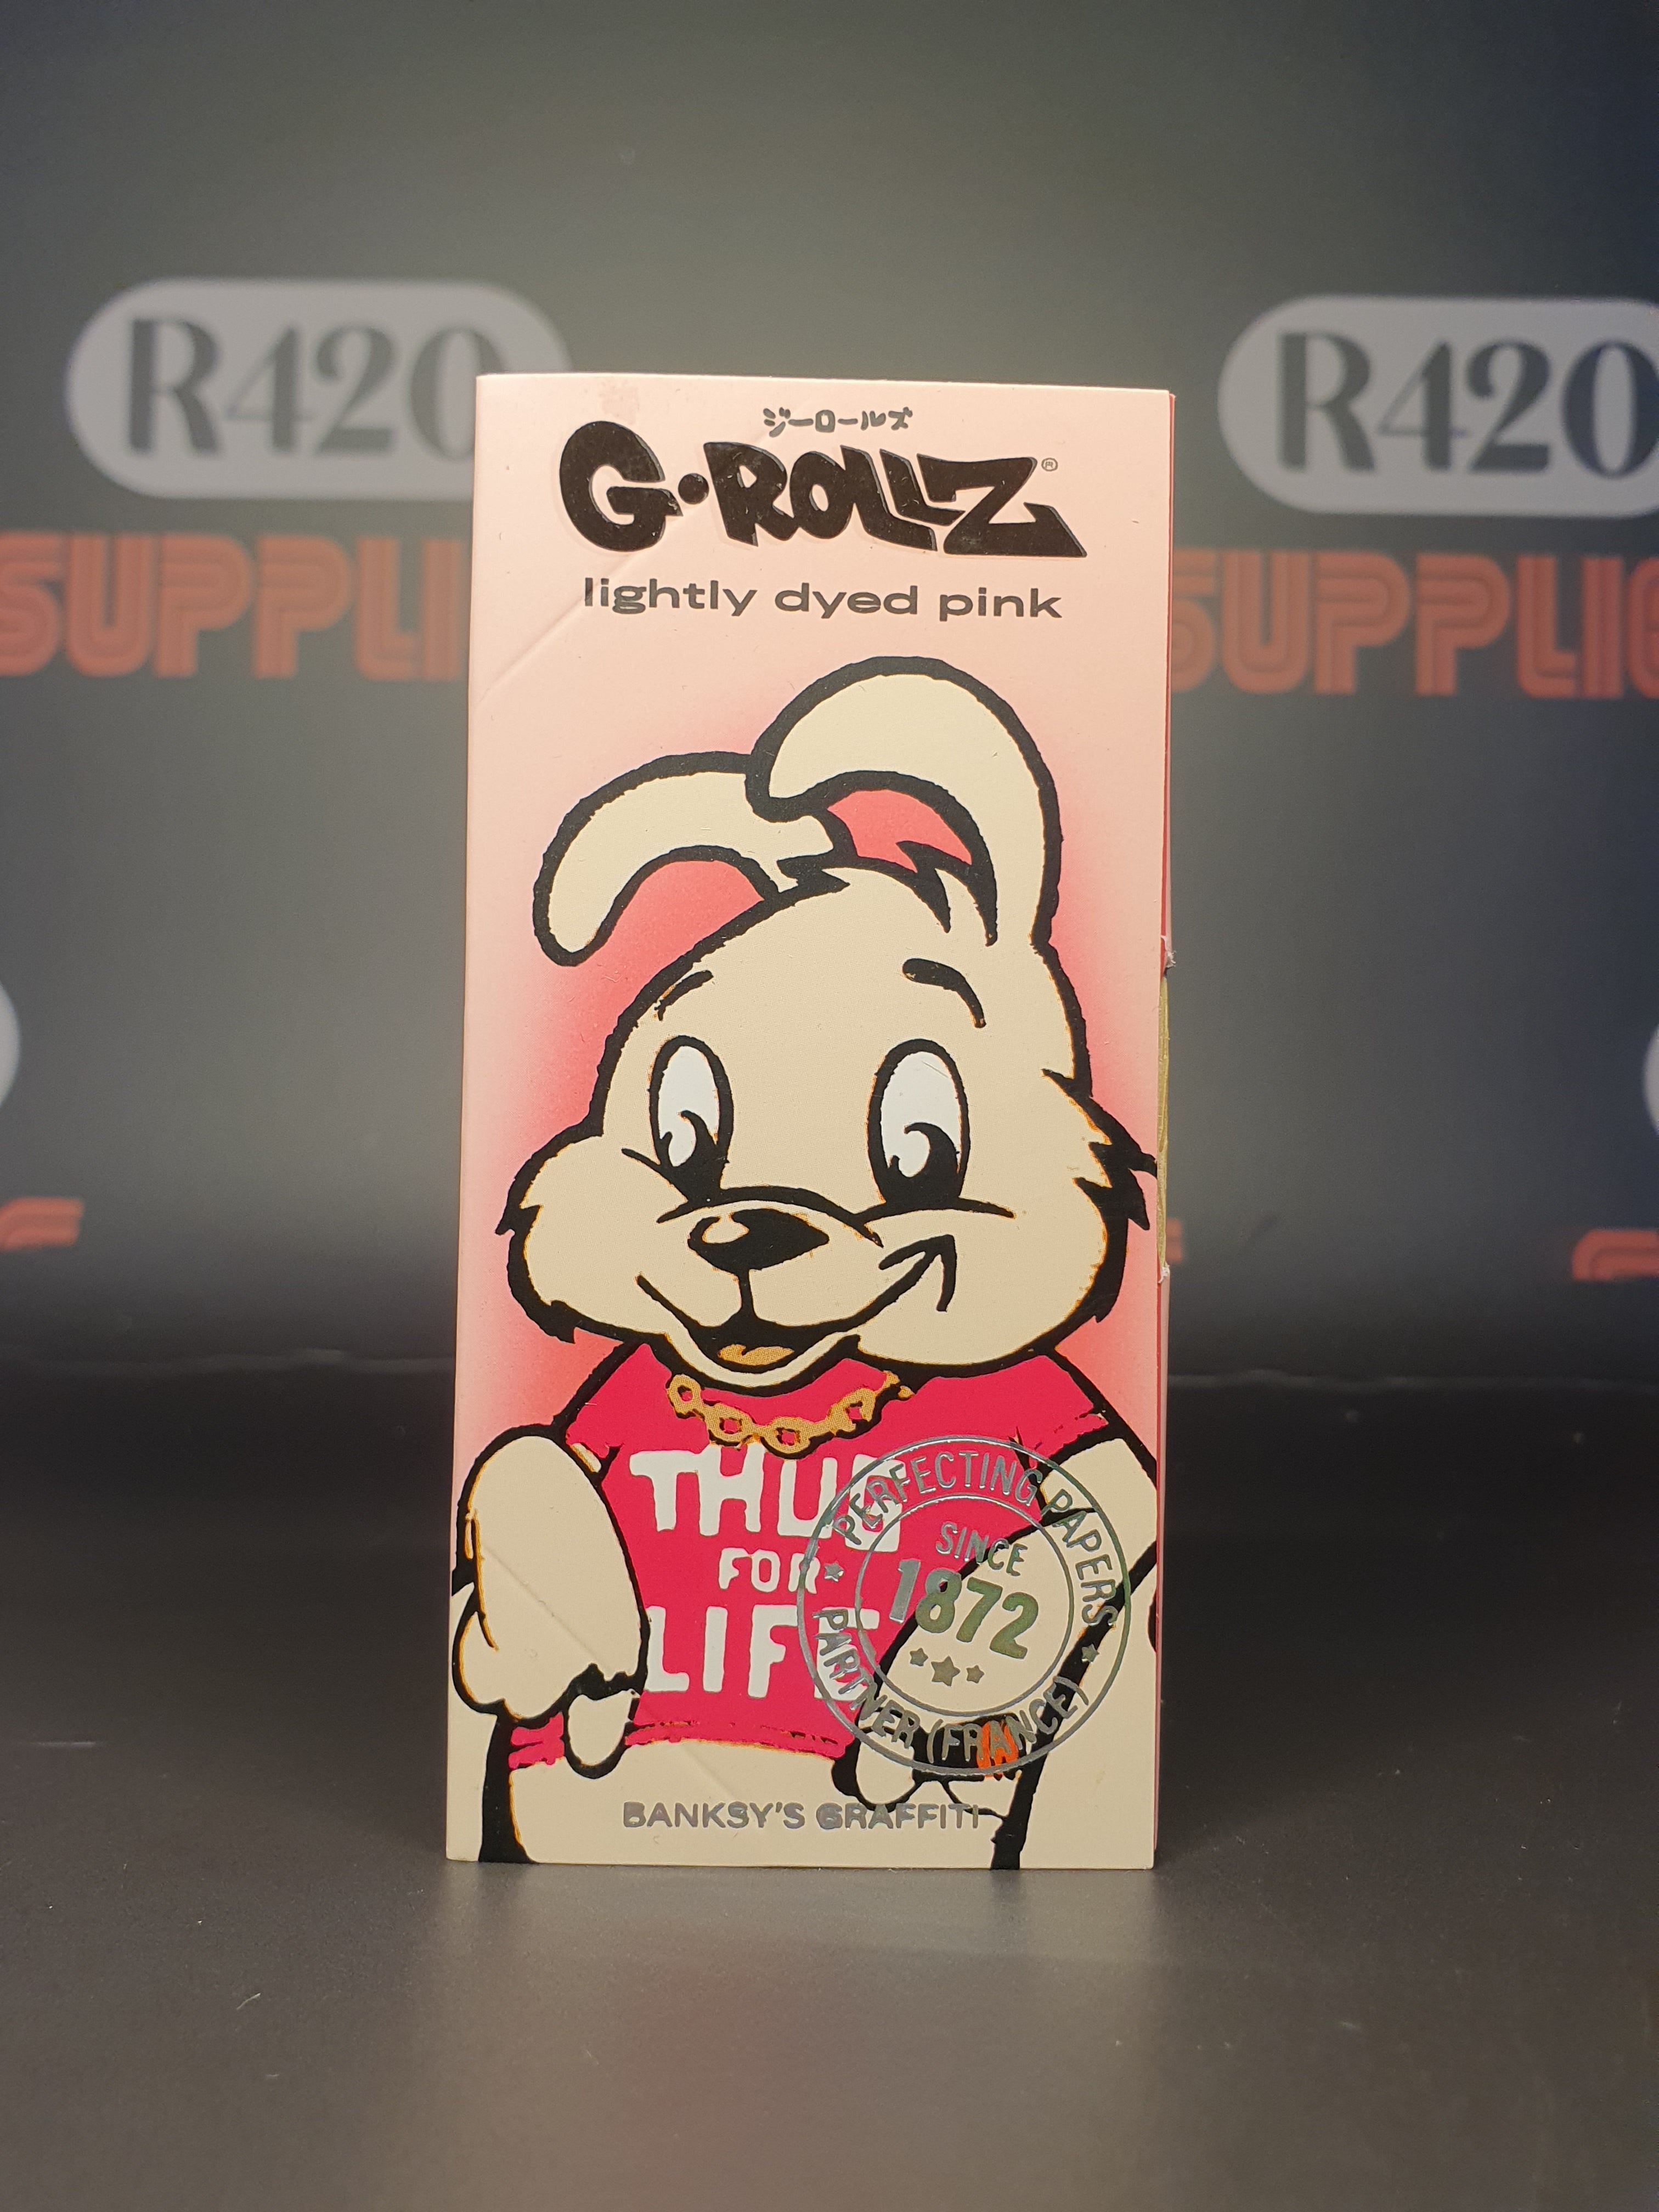 R420
R420
ジーロールズ
G·ROLLZ®
lightly dyed pink
THUG
FOR
LIFE
PERFECTING PAPERS
SINCE
1872
PARTNER (FRANCE)
BANKSY'S GRAFFITI